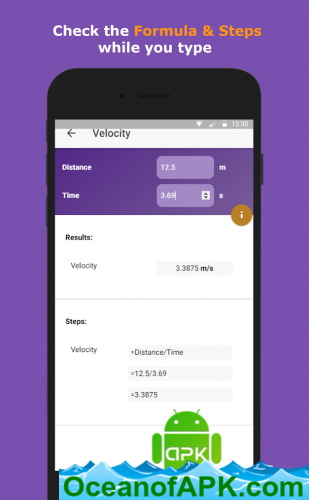 Check the Formula & Steps
while you type
12:30
← Velocity
Distance 12.5 m
Time 3.69 s
i
Results:
Velocity 3.3875 m/s
Steps:
Velocity =Distance/Time
=12.5/3.69
=3.3875
APK
OceanofAPK.com